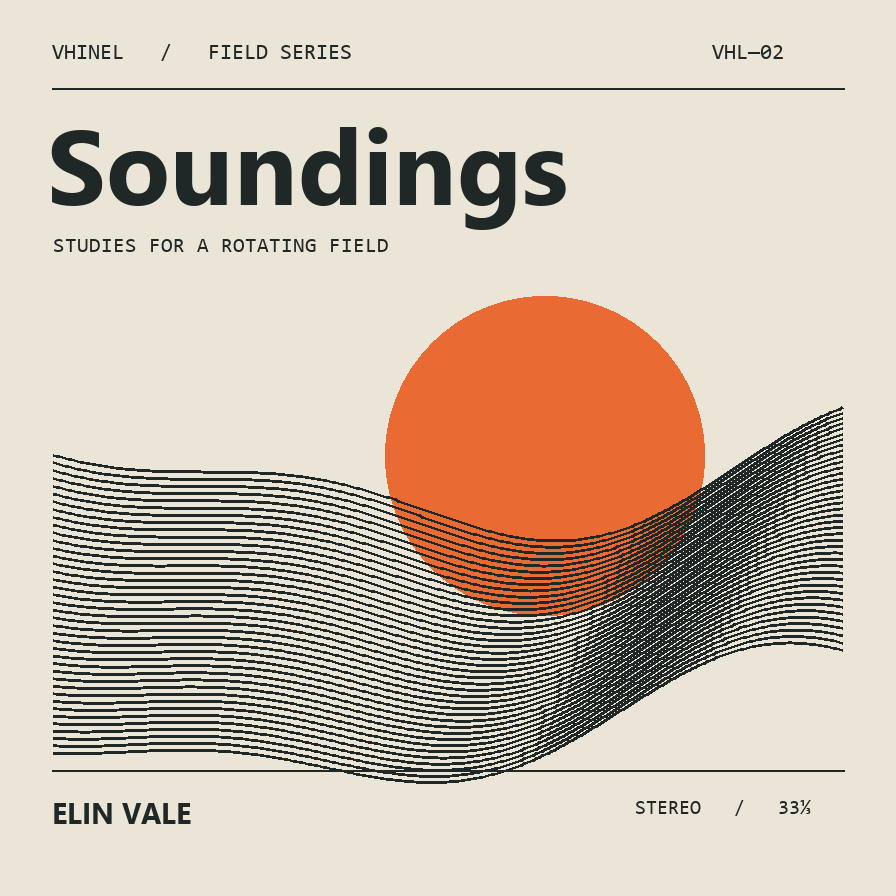 VHINEL / FIELD SERIES VHL—02
Soundings
STUDIES FOR A ROTATING FIELD
ELIN VALE
STEREO / 33⅓